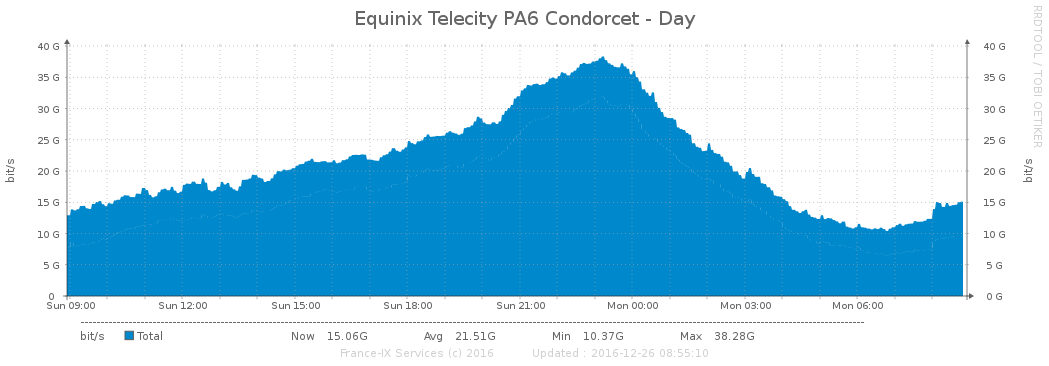 Equinix Telecity PA6 Condorcet - Day
RRDTOOL / TOBI OETIKER
40 G 40 G
35 G 35 G
30 G 30 G
25 G 25 G
20 G 20 G
15 G 15 G
10 G 10 G
5 G 5 G
0 0 G
bit/s bit/s
Sun 09:00 Sun 12:00 Sun 15:00 Sun 18:00 Sun 21:00 Mon 00:00 Mon 03:00 Mon 06:00
bit/s Total Now 15.06G Avg 21.51G Min 10.37G Max 38.28G
France-IX Services (c) 2016 Updated : 2016-12-26 08:55:10